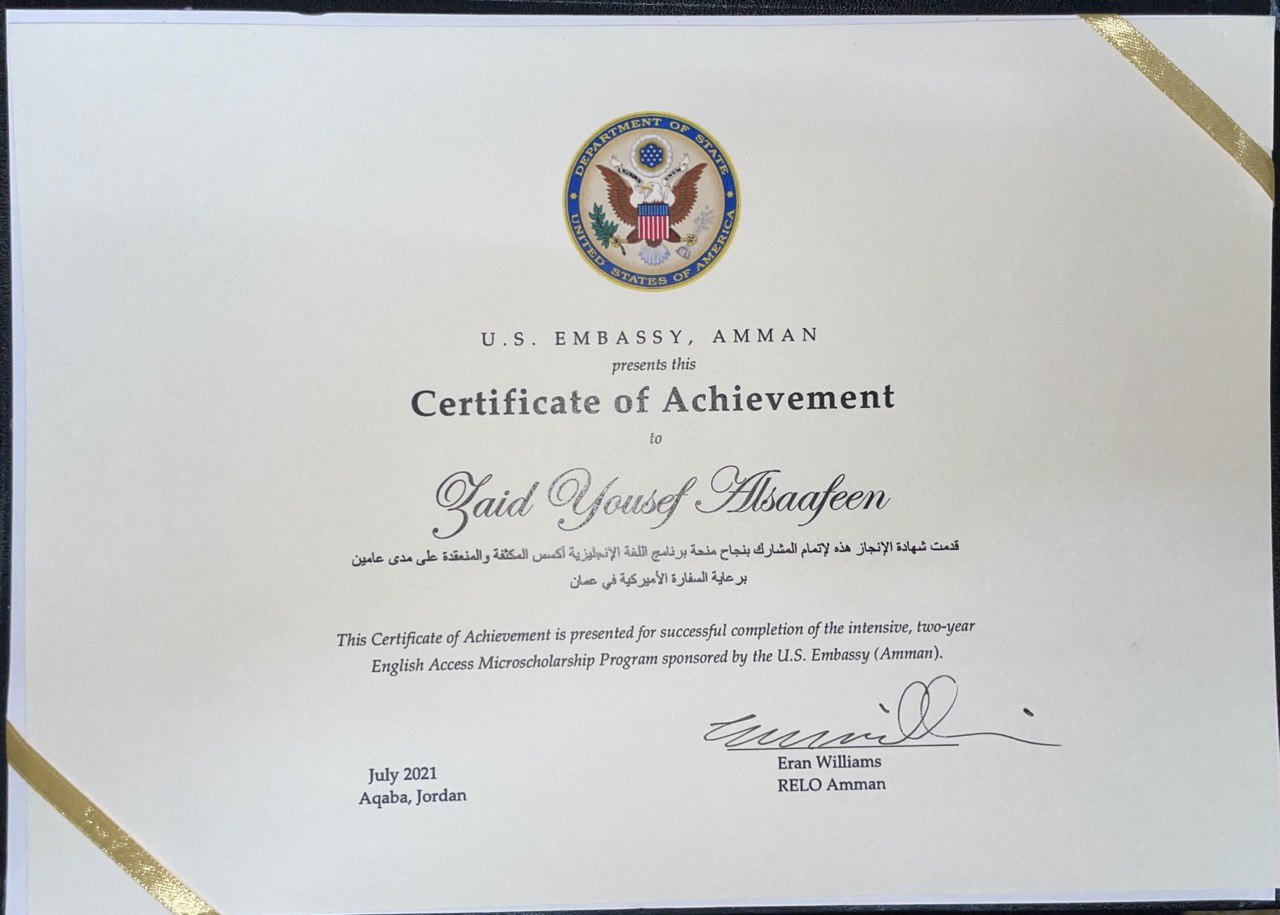 DEPARTMENT OF STATE
UNITED STATES OF AMERICA
U.S. EMBASSY, AMMAN
presents this
Certificate of Achievement
to
Zaid Yousef Alsaafeen
قدمت شهادة الإنجاز هذه لإتمام المشارك بنجاح منحة برنامج اللغة الإنجليزية أكسس المكثفة والمنعقدة على مدى عامين
برعاية السفارة الأميركية في عمان
This Certificate of Achievement is presented for successful completion of the intensive, two-year
English Access Microscholarship Program sponsored by the U.S. Embassy (Amman).
Eran Williams
RELO Amman
July 2021
Aqaba, Jordan